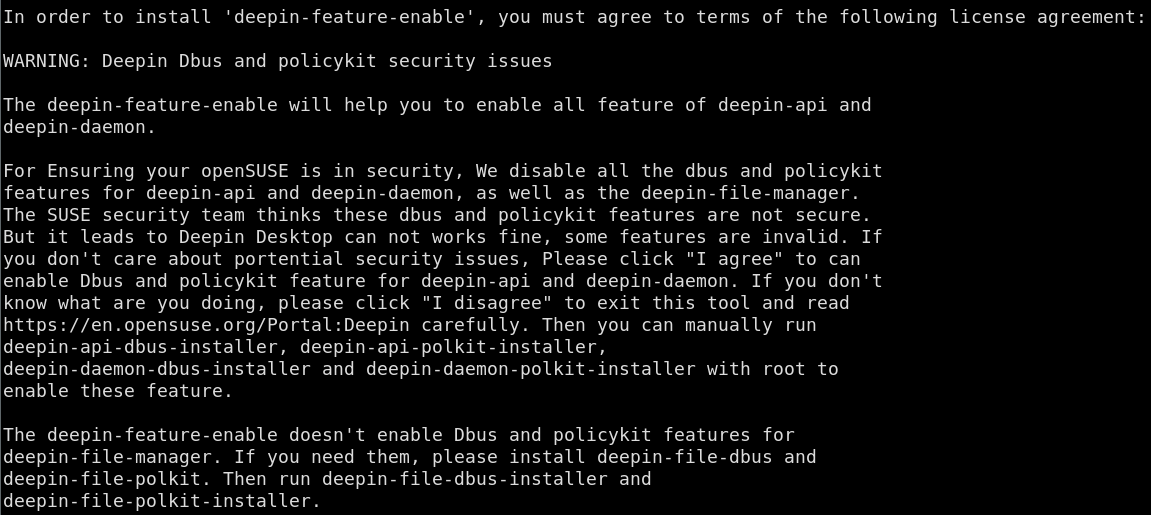 In order to install 'deepin-feature-enable', you must agree to terms of the following license agreement:
WARNING: Deepin Dbus and policykit security issues
The deepin-feature-enable will help you to enable all feature of deepin-api and
deepin-daemon.
For Ensuring your openSUSE is in security, We disable all the dbus and policykit
features for deepin-api and deepin-daemon, as well as the deepin-file-manager.
The SUSE security team thinks these dbus and policykit features are not secure.
But it leads to Deepin Desktop can not works fine, some features are invalid. If
you don't care about portential security issues, Please click "I agree" to can
enable Dbus and policykit feature for deepin-api and deepin-daemon. If you don't
know what are you doing, please click "I disagree" to exit this tool and read
https://en.opensuse.org/Portal:Deepin carefully. Then you can manually run
deepin-api-dbus-installer, deepin-api-polkit-installer,
deepin-daemon-dbus-installer and deepin-daemon-polkit-installer with root to
enable these feature.
The deepin-feature-enable doesn't enable Dbus and policykit features for
deepin-file-manager. If you need them, please install deepin-file-dbus and
deepin-file-polkit. Then run deepin-file-dbus-installer and
deepin-file-polkit-installer.